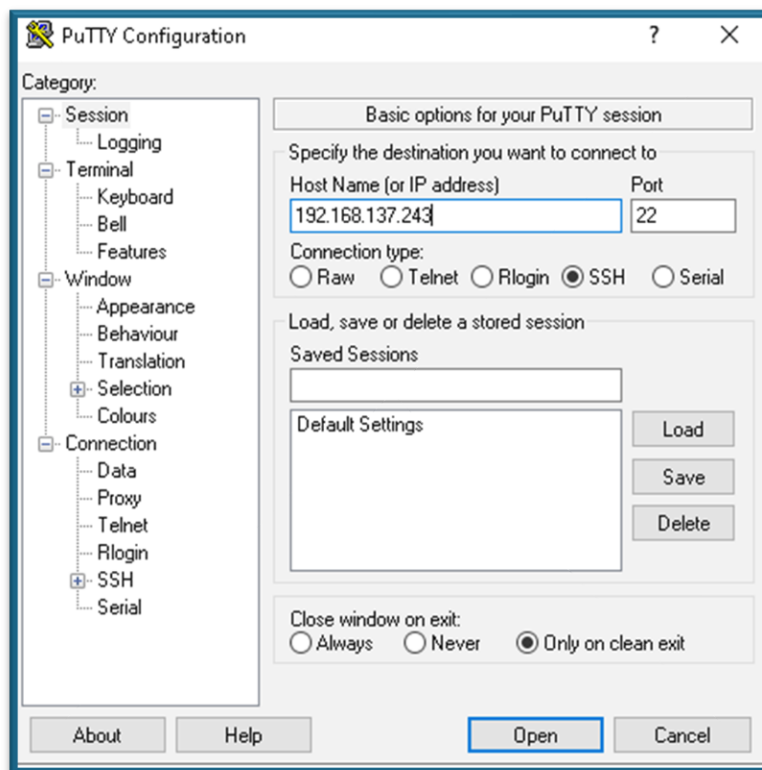 PuTTY Configuration
?
Category:
Session
Logging
Terminal
Keyboard
Bell
Features
Window
Appearance
Behaviour
Translation
Selection
Colours
Connection
Data
Proxy
Telnet
Rlogin
SSH
Serial
Basic options for your PuTTY session
Specify the destination you want to connect to
Host Name (or IP address) Port
192.168.137.243 22
Connection type:
Raw Telnet Rlogin SSH Serial
Load, save or delete a stored session
Saved Sessions
Default Settings
Load
Save
Delete
Close window on exit:
Always Never Only on clean exit
About Help Open Cancel